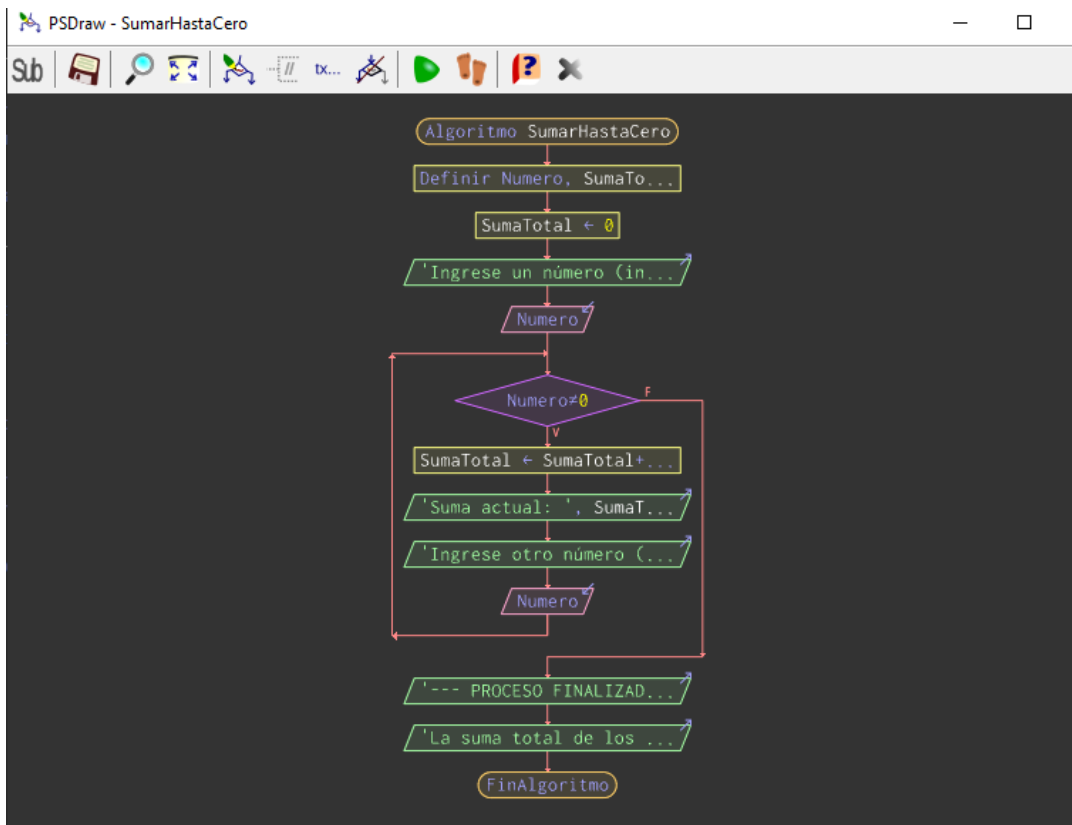 PSDraw - SumarHastaCero
Sub tx...
Algoritmo SumarHastaCero
Definir Numero, SumaTo...
SumaTotal ← 0
'Ingrese un número (in...
Numero
Numero≠0
F
V
SumaTotal ← SumaTotal+...
'Suma actual: ', SumaT...
'Ingrese otro número (...
Numero
'--- PROCESO FINALIZAD...
'La suma total de los ...
FinAlgoritmo